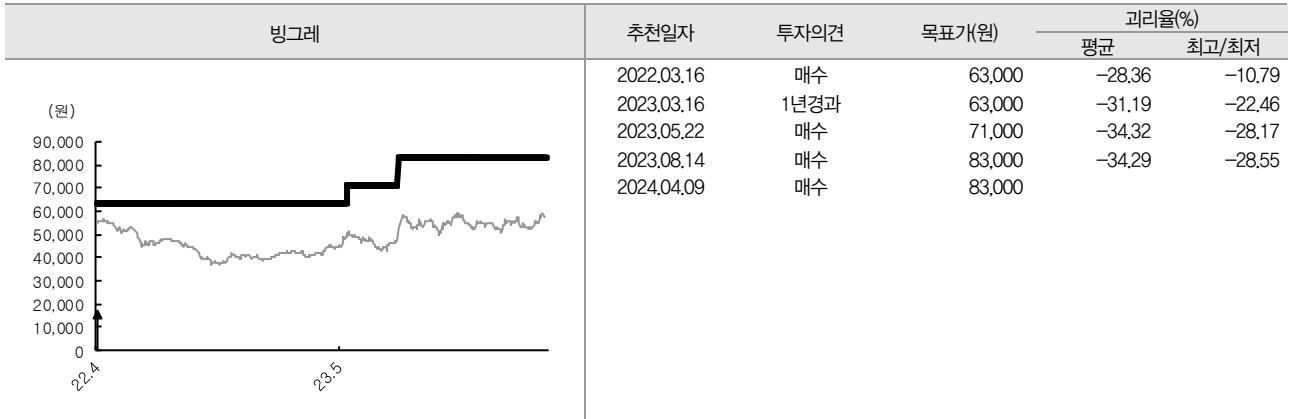 빙그레
추천일자 투자의견 목표가(원) 괴리율(%)
평균 최고/최저
2022.03.16 매수 63,000 -28.36 -10.79
2023.03.16 1년경과 63,000 -31.19 -22.46
2023.05.22 매수 71,000 -34.32 -28.17
2023.08.14 매수 83,000 -34.29 -28.55
2024.04.09 매수 83,000
(원)
90,000
80,000
70,000
60,000
50,000
40,000
30,000
20,000
10,000
0
22.4 23.5